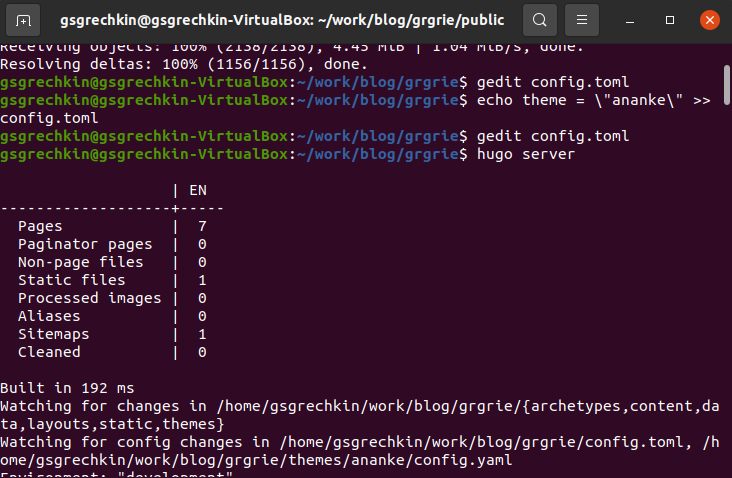 gsgrechkin@gsgrechkin-VirtualBox: ~/work/blog/grgrie/public
Receiving objects: 100% (2138/2138), 4.45 MiB | 1.04 MiB/s, done.
Resolving deltas: 100% (1156/1156), done.
gsgrechkin@gsgrechkin-VirtualBox:~/work/blog/grgrie$ gedit config.toml
gsgrechkin@gsgrechkin-VirtualBox:~/work/blog/grgrie$ echo theme = \"ananke\" >>
config.toml
gsgrechkin@gsgrechkin-VirtualBox:~/work/blog/grgrie$ gedit config.toml
gsgrechkin@gsgrechkin-VirtualBox:~/work/blog/grgrie$ hugo server
                   | EN
-------------------+-----
  Pages            |  7
  Paginator pages  |  0
  Non-page files   |  0
  Static files     |  1
  Processed images |  0
  Aliases          |  0
  Sitemaps         |  1
  Cleaned          |  0
Built in 192 ms
Watching for changes in /home/gsgrechkin/work/blog/grgrie/{archetypes,content,da
ta,layouts,static,themes}
Watching for config changes in /home/gsgrechkin/work/blog/grgrie/config.toml, /h
ome/gsgrechkin/work/blog/grgrie/themes/ananke/config.yaml
Environment: "development"